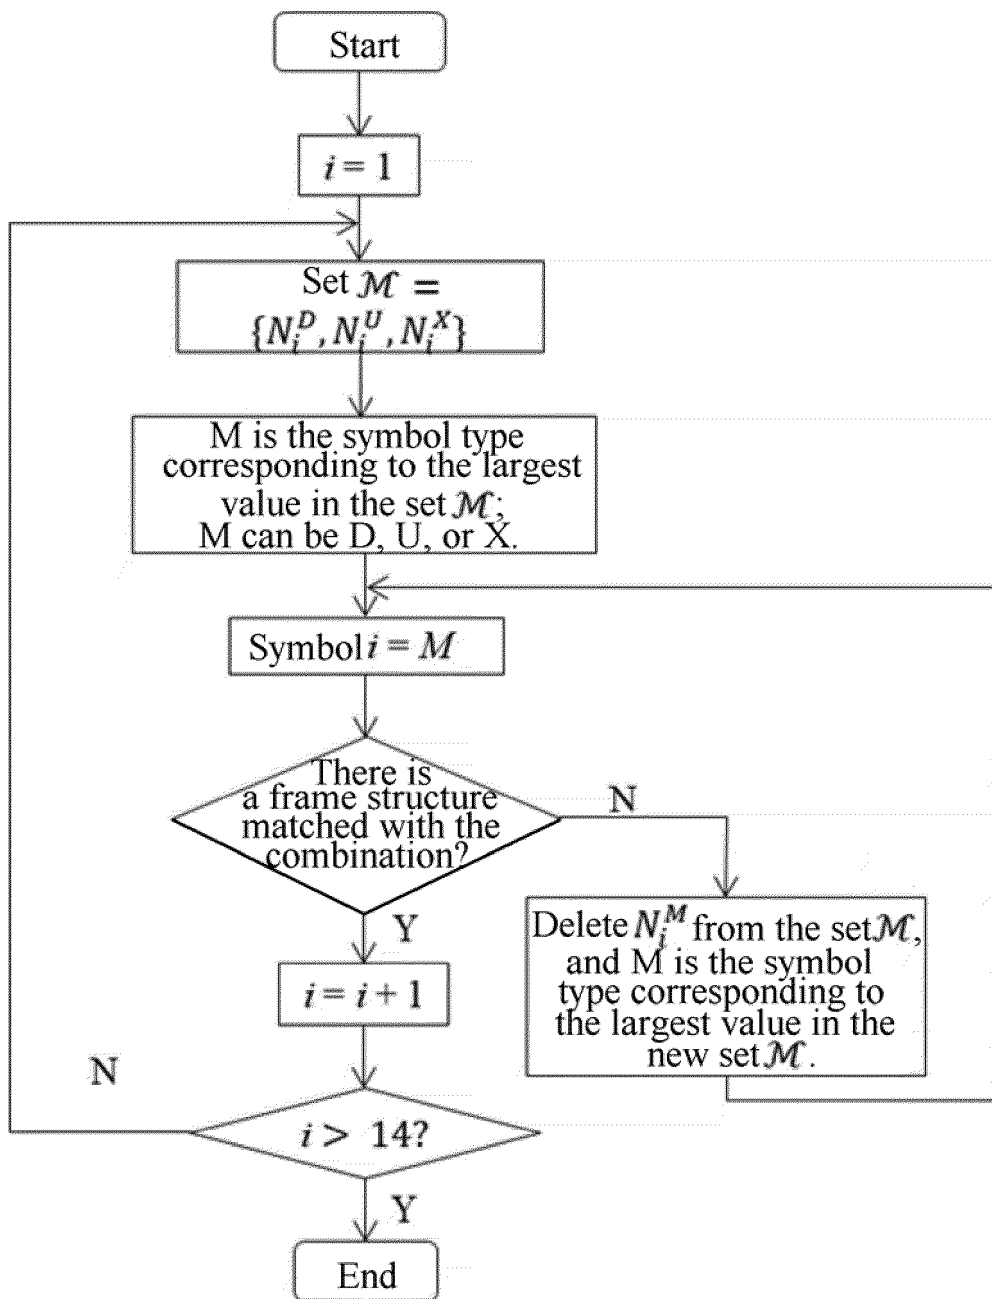 Start
i = 1
Set ℳ =
{N_i^D, N_i^U, N_i^X}
M is the symbol type
corresponding to the largest
value in the set ℳ;
M can be D, U, or X.
Symbol i = M
There is
a frame structure
matched with the
combination?
N
Y
Delete N_i^M from the set ℳ,
and M is the symbol
type corresponding to
the largest value in the
new set ℳ.
i = i + 1
N
i > 14?
Y
End